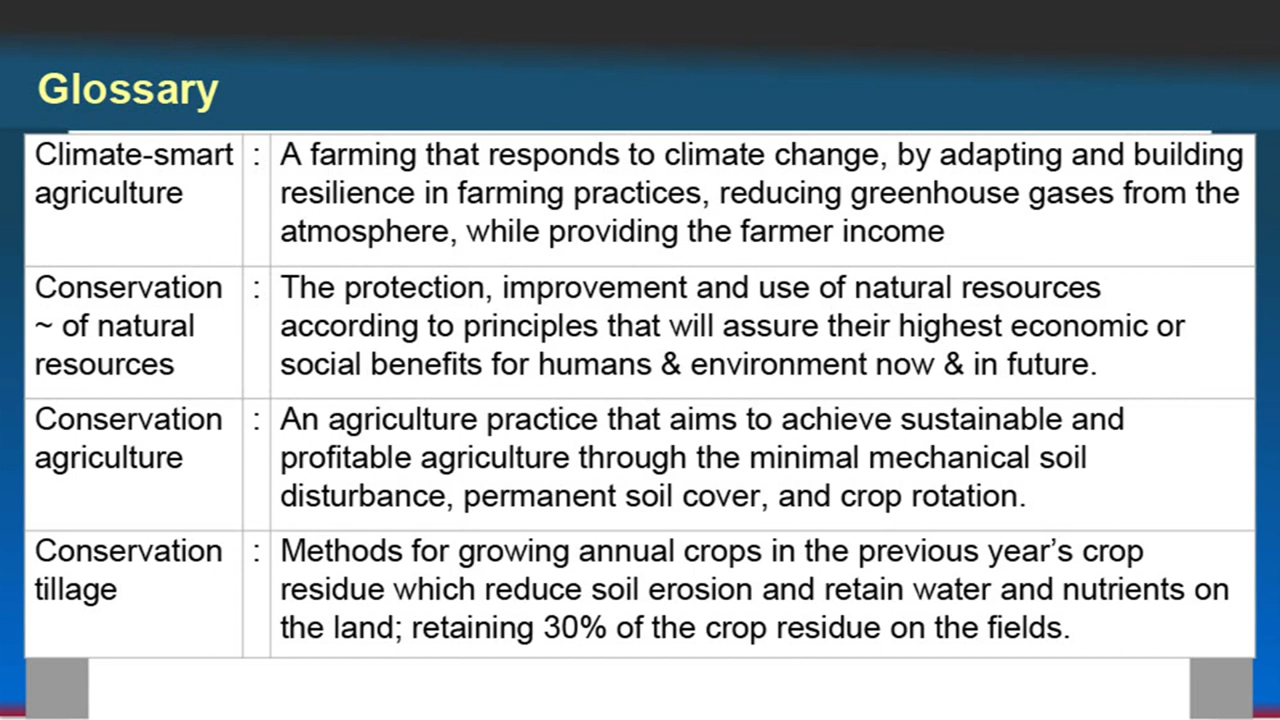 Glossary
Climate-smart : A farming that responds to climate change, by adapting and building
agriculture resilience in farming practices, reducing greenhouse gases from the
atmosphere, while providing the farmer income
Conservation : The protection, improvement and use of natural resources
~ of natural according to principles that will assure their highest economic or
resources social benefits for humans & environment now & in future.
Conservation : An agriculture practice that aims to achieve sustainable and
agriculture profitable agriculture through the minimal mechanical soil
disturbance, permanent soil cover, and crop rotation.
Conservation : Methods for growing annual crops in the previous year’s crop
tillage residue which reduce soil erosion and retain water and nutrients on
the land; retaining 30% of the crop residue on the fields.